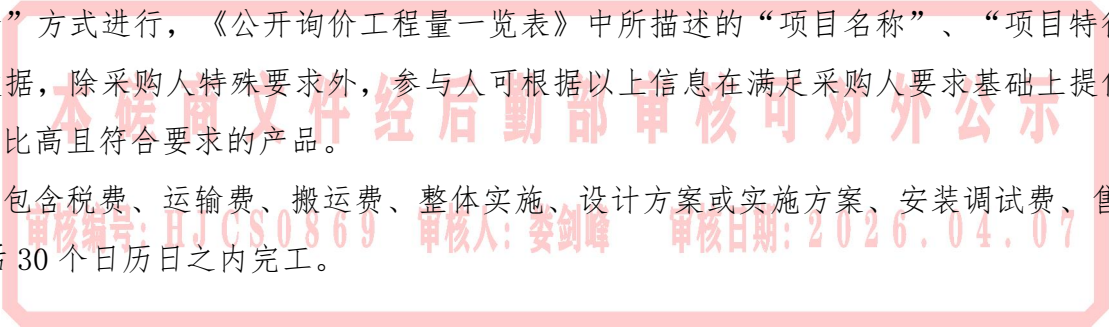 ”方式进行，《公开询价工程量一览表》中所描述的“项目名称”、“项目特
据，除采购人特殊要求外，参与人可根据以上信息在满足采购人要求基础上提
本磋商文件经后勤部审核可对外公示
比高且符合要求的产品。
包含税费、运输费、搬运费、整体实施、设计方案或实施方案、安装调试费、售
审核编号：HJCS0869 审核人：娄剑峰 审核日期：2026.04.07
30个日历日之内完工。